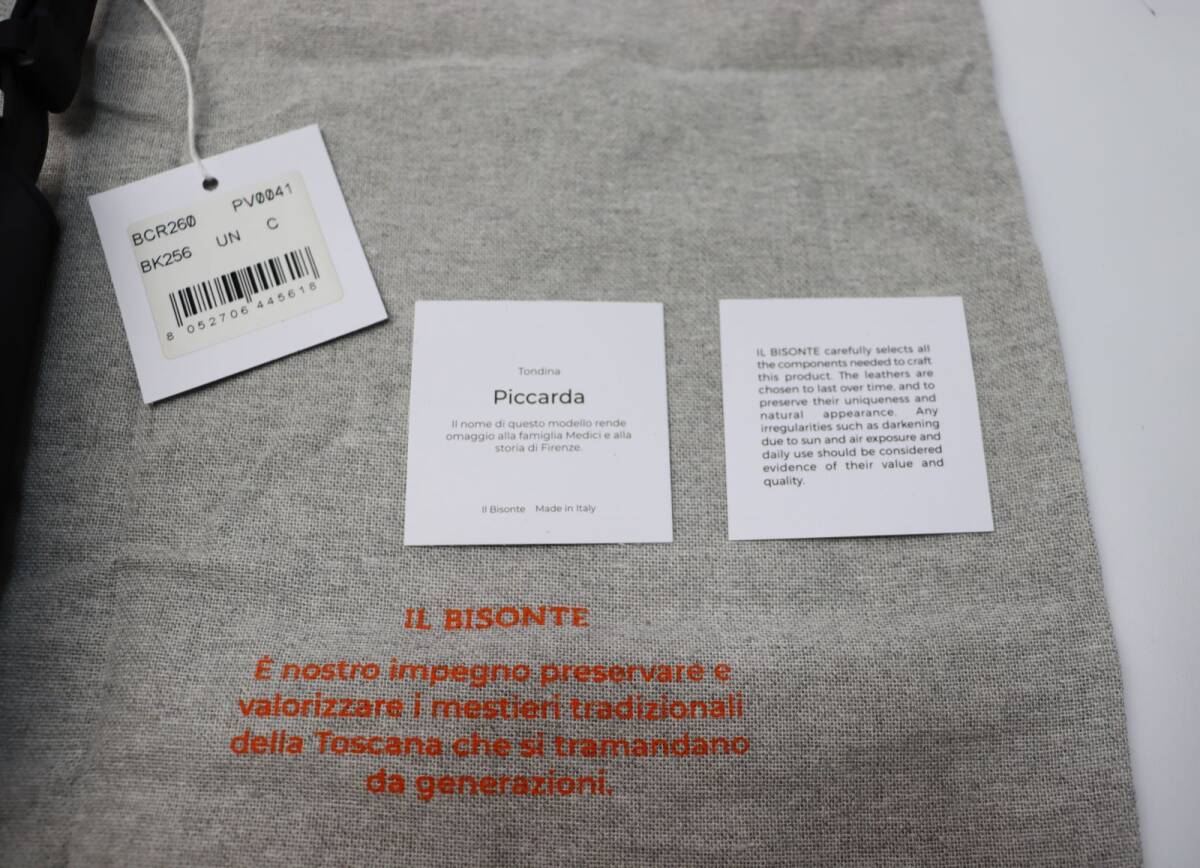 BCR260 PV0041
BK256 UN C
8 052706 445618
Tondina
Piccarda
Il nome di questo modello rende
omaggio alla famiglia Medici e alla
storia di Firenze.
Il Bisonte Made in Italy
IL BISONTE carefully selects all
the components needed to craft
this product. The leathers are
chosen to last over time, and to
preserve their uniqueness and
natural appearance. Any
irregularities such as darkening
due to sun and air exposure and
daily use should be considered
evidence of their value and
quality.
IL BISONTE
È nostro impegno preservare e
valorizzare i mestieri tradizionali
della Toscana che si tramandano
da generazioni.